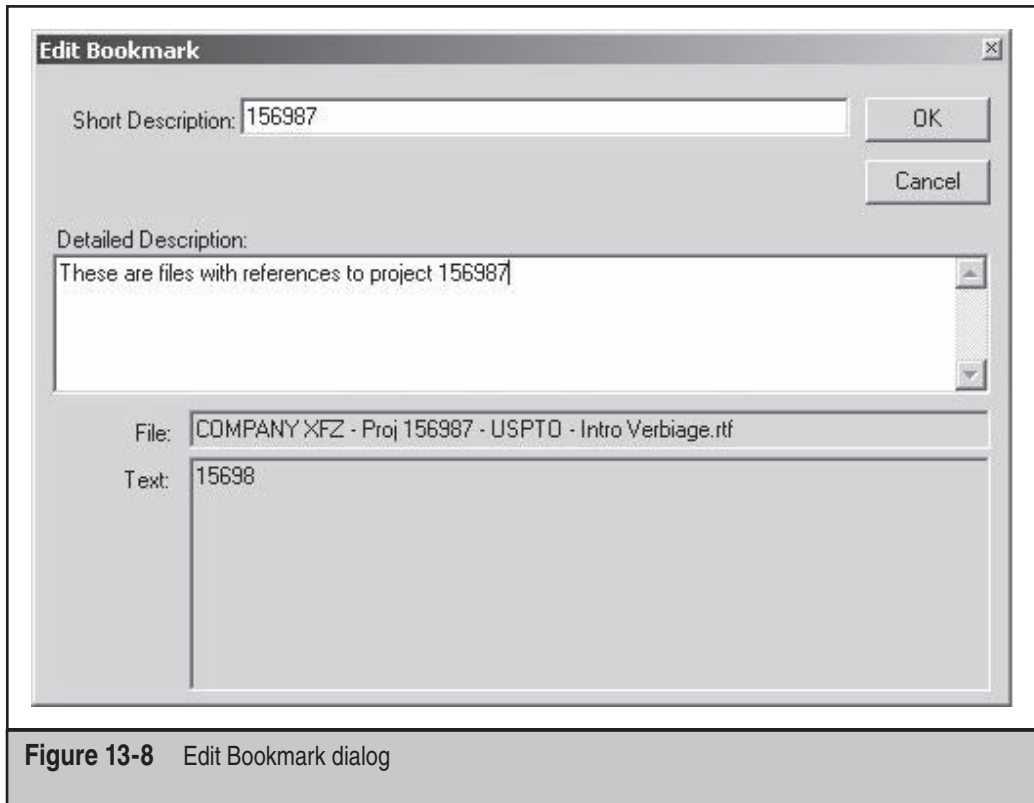 Edit Bookmark
Short Description: 156987
OK
Cancel
Detailed Description:
These are files with references to project 156987
File: COMPANY XFZ - Proj 156987 - USPTO - Intro Verbiage.rtf
Text: 15698
Figure 13-8 Edit Bookmark dialog